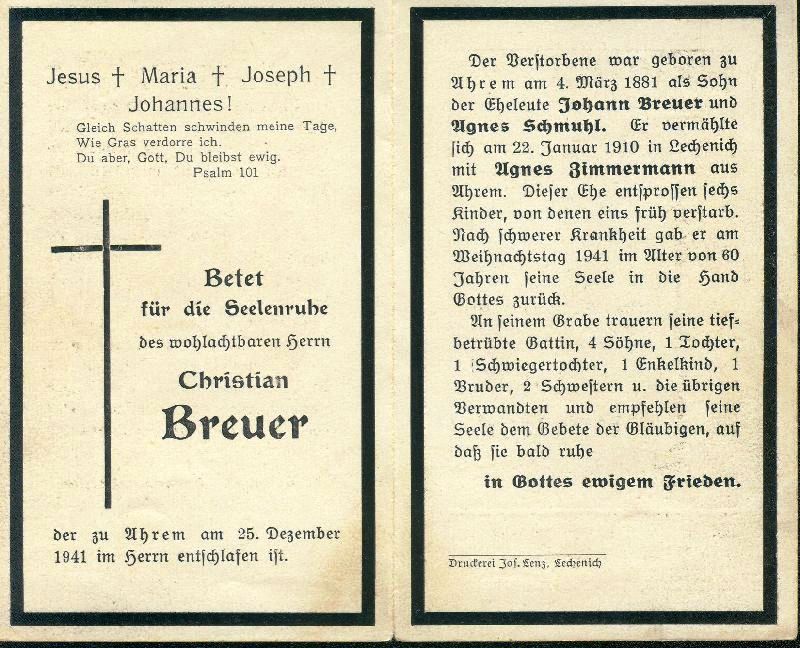 Jesus † Maria † Joseph †
Johannes!
Gleich Schatten schwinden meine Tage,
Wie Gras verdorre ich.
Du aber, Gott, Du bleibst ewig.
Psalm 101
Betet
für die Seelenruhe
des wohlachtbaren Herrn
Christian
Breuer
der zu Ahrem am 25. Dezember
1941 im Herrn entschlafen ist.
Der Verstorbene war geboren zu
Ahrem am 4. März 1881 als Sohn
der Eheleute Johann Breuer und
Agnes Schmuhl. Er vermählte
sich am 22. Januar 1910 in Lechenich
mit Agnes Zimmermann aus
Ahrem. Dieser Ehe entsprossen sechs
Kinder, von denen eins früh verstarb.
Nach schwerer Krankheit gab er am
Weihnachtstag 1941 im Alter von 60
Jahren seine Seele in die Hand
Gottes zurück.
An seinem Grabe trauern seine tief-
betrübte Gattin, 4 Söhne, 1 Tochter,
1 Schwiegertochter, 1 Enkelkind, 1
Bruder, 2 Schwestern u. die übrigen
Verwandten und empfehlen seine
Seele dem Gebete der Gläubigen, auf
daß sie bald ruhe
in Gottes ewigem Frieden.
Druckerei Jos. Lenz, Lechenich